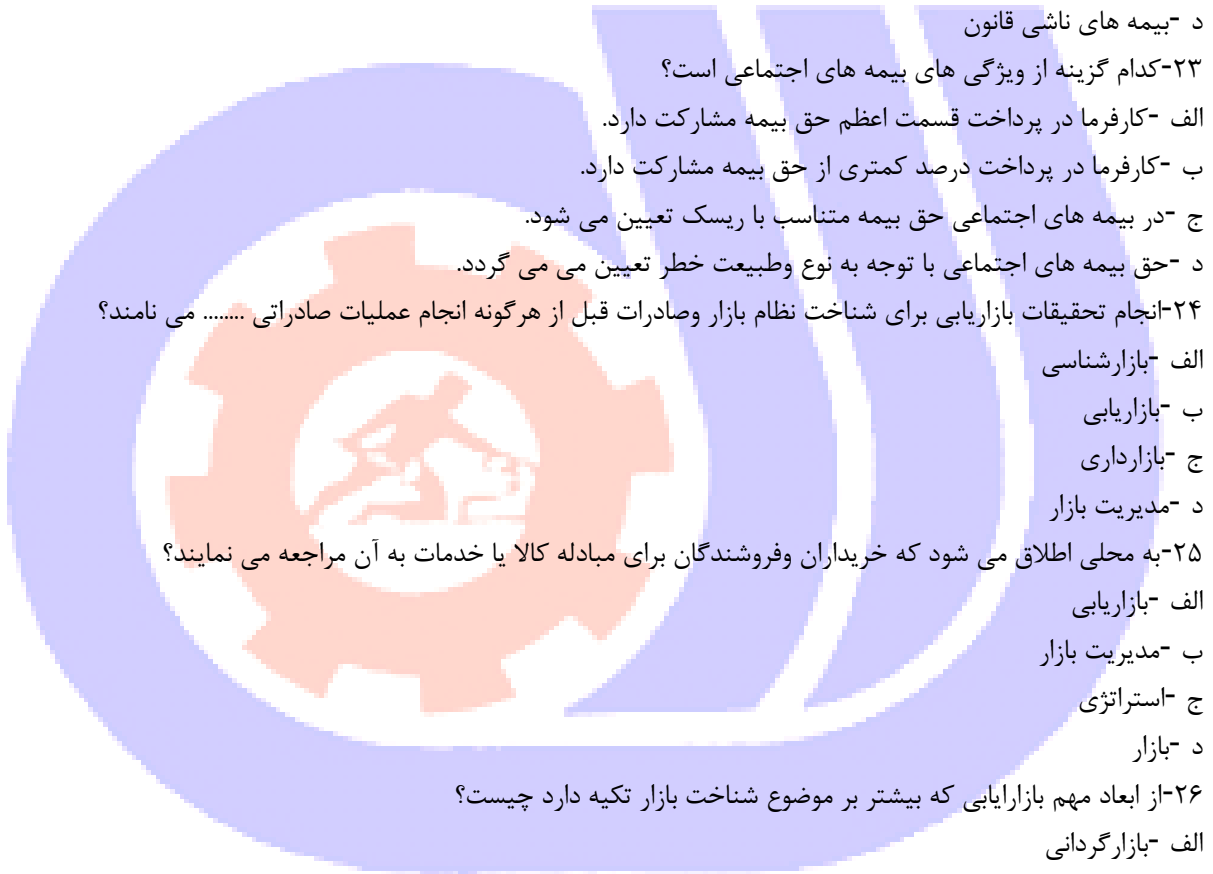 د -بیمه های ناشی قانون
۲۳-کدام گزینه از ویژگی های بیمه های اجتماعی است؟
الف -کارفرما در پرداخت قسمت اعظم حق بیمه مشارکت دارد.
ب -کارفرما در پرداخت درصد کمتری از حق بیمه مشارکت دارد.
ج -در بیمه های اجتماعی حق بیمه متناسب با ریسک تعیین می شود.
د -حق بیمه های اجتماعی با توجه به نوع وطبیعت خطر تعیین می می گردد.
۲۴-انجام تحقیقات بازاریابی برای شناخت نظام بازار وصادرات قبل از هرگونه انجام عملیات صادراتی ........ می نامند؟
الف -بازارشناسی
ب -بازاریابی
ج -بازارداری
د -مدیریت بازار
۲۵-به محلی اطلاق می شود که خریداران وفروشندگان برای مبادله کالا یا خدمات به آن مراجعه می نمایند؟
الف -بازاریابی
ب -مدیریت بازار
ج -استراتژی
د -بازار
۲۶-از ابعاد مهم بازارایابی که بیشتر بر موضوع شناخت بازار تکیه دارد چیست؟
الف -بازارگردانی